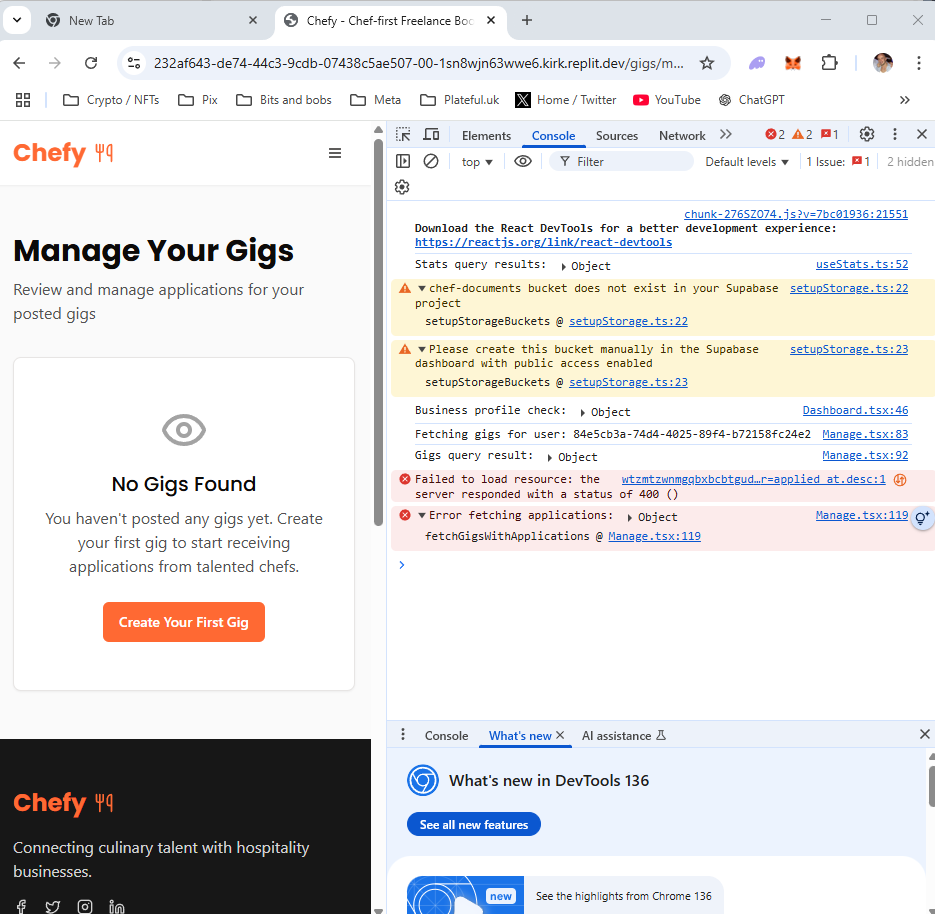 New Tab
Chefy - Chef-first Freelance Boo
232af643-de74-44c3-9cdb-07438c5ae507-00-1sn8wjn63wwe6.kirk.replit.dev/gigs/m...
Crypto / NFTs
Pix
Bits and bobs
Meta
Plateful.uk
Home / Twitter
YouTube
ChatGPT
Chefy
Manage Your Gigs
Review and manage applications for your
posted gigs
No Gigs Found
You haven't posted any gigs yet. Create
your first gig to start receiving
applications from talented chefs.
Create Your First Gig
Chefy
Connecting culinary talent with hospitality
businesses.
Elements
Console
Sources
Network
2
2
1
top
Filter
Default levels
1 Issue:
1
2 hidden
chunk-276SZO74.js?v=7bc01936:21551
Download the React DevTools for a better development experience:
https://reactjs.org/link/react-devtools
Stats query results: Object useStats.ts:52
chef-documents bucket does not exist in your Supabase setupStorage.ts:22
project
setupStorageBuckets @ setupStorage.ts:22
Please create this bucket manually in the Supabase setupStorage.ts:23
dashboard with public access enabled
setupStorageBuckets @ setupStorage.ts:23
Business profile check: Object Dashboard.tsx:46
Fetching gigs for user: 84e5cb3a-74d4-4025-89f4-b72158fc24e2 Manage.tsx:83
Gigs query result: Object Manage.tsx:92
Failed to load resource: the wtzmtzwnmgqbxbcbtgud…r=applied_at.desc:1
server responded with a status of 400 ()
Error fetching applications: Object Manage.tsx:119
fetchGigsWithApplications @ Manage.tsx:119
Console
What's new
AI assistance
What's new in DevTools 136
See all new features
new
See the highlights from Chrome 136